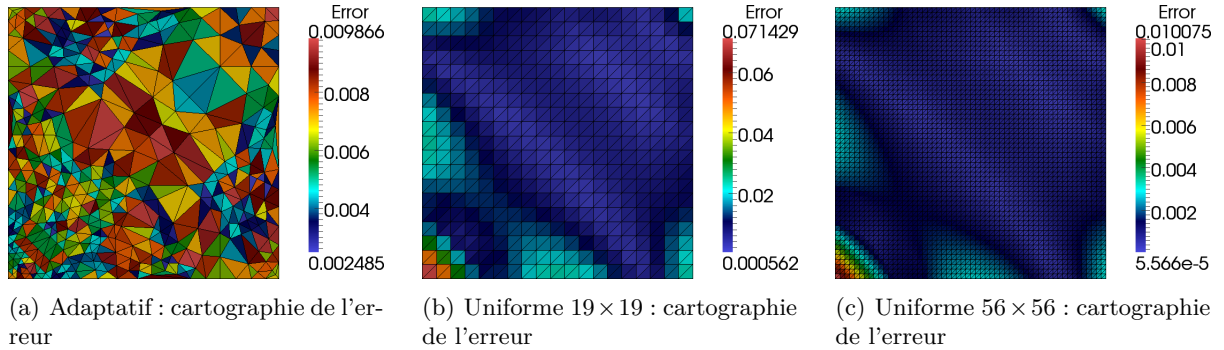 Error
0.009866
0.008
0.006
0.004
0.002485
Error
0.071429
0.06
0.04
0.02
0.000562
Error
0.010075
0.01
0.008
0.006
0.004
0.002
5.566e-5
(a) Adaptatif : cartographie de l'er-
reur
(b) Uniforme 19 × 19 : cartographie
de l'erreur
(c) Uniforme 56 × 56 : cartographie
de l'erreur